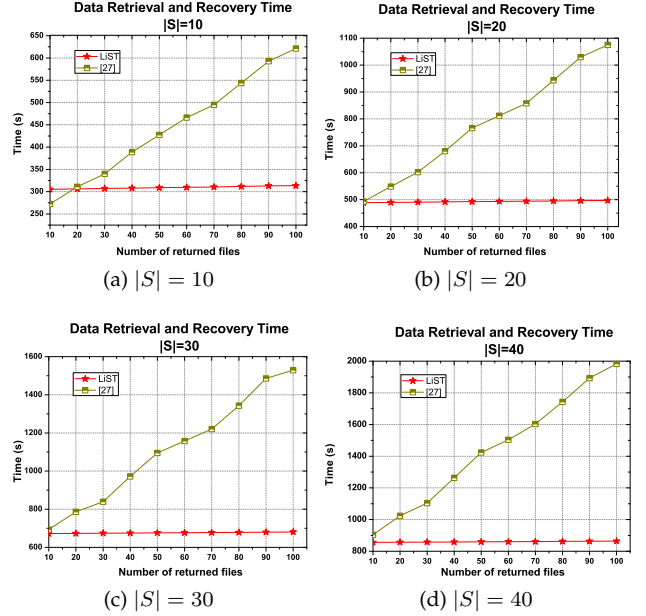 Data Retrieval and Recovery Time
|S|=10
650
600
550
500
450
400
350
300
250
Time (s)
LiST
[27]
10 20 30 40 50 60 70 80 90 100
Number of returned files
(a) |S| = 10
Data Retrieval and Recovery Time
|S|=20
1100
1000
900
800
700
600
500
400
Time (s)
LiST
[27]
10 20 30 40 50 60 70 80 90 100
Number of returned files
(b) |S| = 20
Data Retrieval and Recovery Time
|S|=30
1600
1400
1200
1000
800
600
Time (s)
LiST
[27]
10 20 30 40 50 60 70 80 90 100
Number of returned files
(c) |S| = 30
Data Retrieval and Recovery Time
|S|=40
2000
1800
1600
1400
1200
1000
800
Time (s)
LiST
[27]
10 20 30 40 50 60 70 80 90 100
Number of returned files
(d) |S| = 40